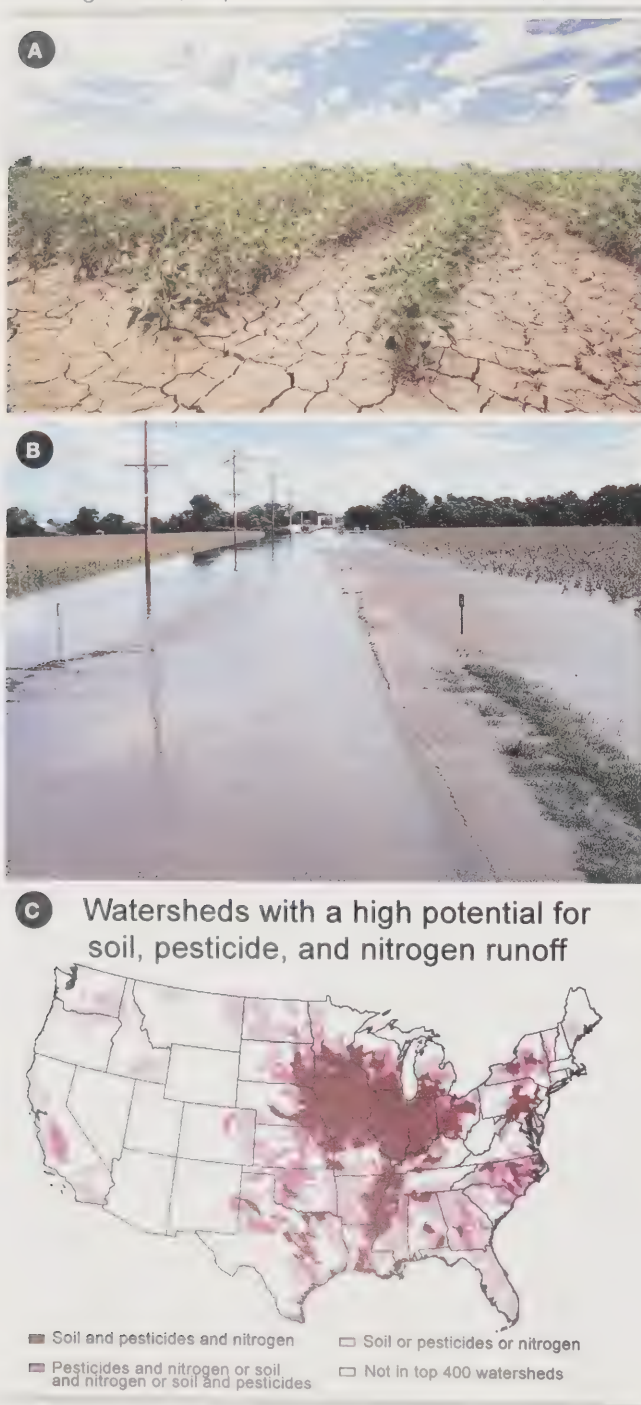 A
B
C
Watersheds with a high potential for
soil, pesticide, and nitrogen runoff
Soil and pesticides and nitrogen
Pesticides and nitrogen or soil
and nitrogen or soil and pesticides
Soil or pesticides or nitrogen
Not in top 400 watersheds